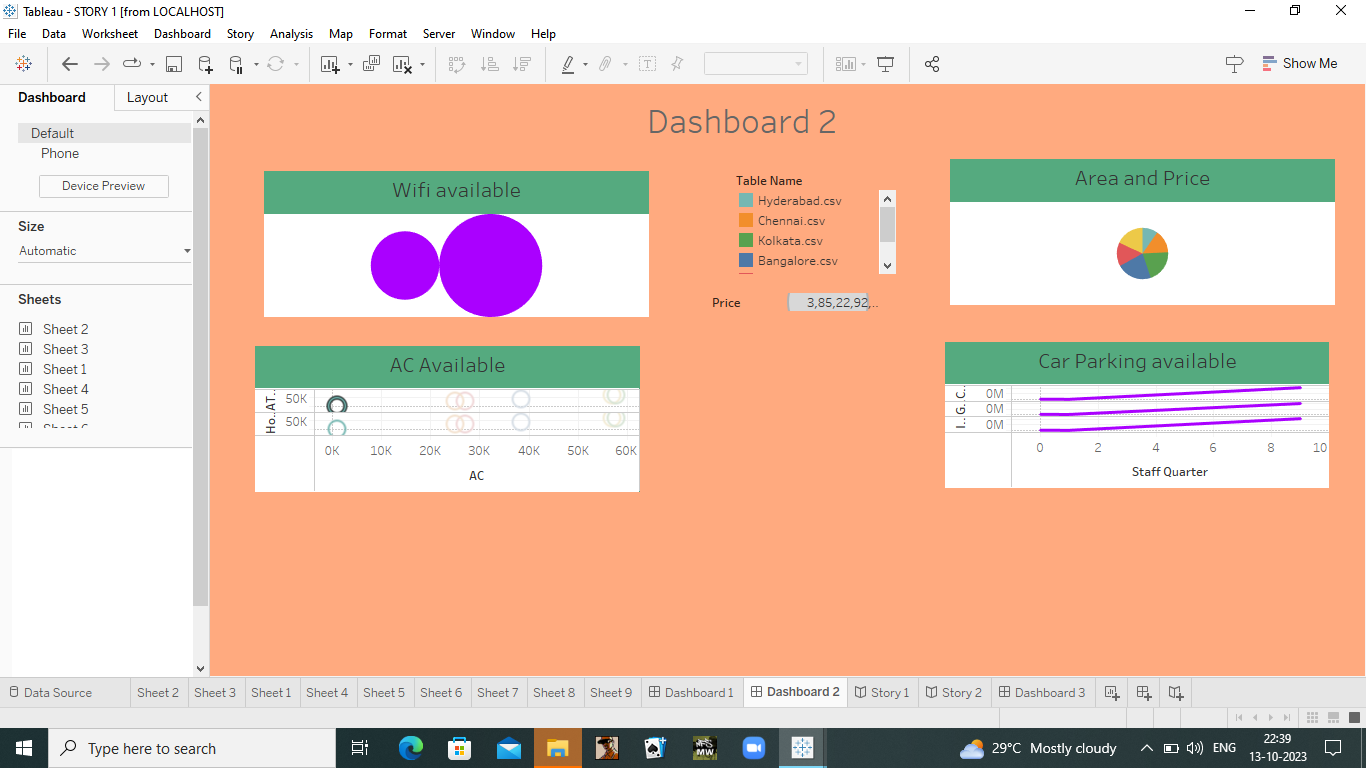 Tableau - STORY 1 [from LOCALHOST]
File Data Worksheet Dashboard Story Analysis Map Format Server Window Help
Show Me
Dashboard Layout
Default
Phone
Device Preview
Size
Automatic
Sheets
Sheet 2
Sheet 3
Sheet 1
Sheet 4
Sheet 5
Sheet 6
Dashboard 2
Wifi available
Table Name
Hyderabad.csv
Chennai.csv
Kolkata.csv
Bangalore.csv
Price 3,85,22,92,..
Area and Price
AC Available
Ho.. AT..
50K
50K
0K 10K 20K 30K 40K 50K 60K
AC
Car Parking available
I.. G. C..
0M
0M
0M
0 2 4 6 8 10
Staff Quarter
Data Source Sheet 2 Sheet 3 Sheet 1 Sheet 4 Sheet 5 Sheet 6 Sheet 7 Sheet 8 Sheet 9 Dashboard 1 Dashboard 2 Story 1 Story 2 Dashboard 3
Type here to search
MW
29°C Mostly cloudy
ENG
22:39
13-10-2023